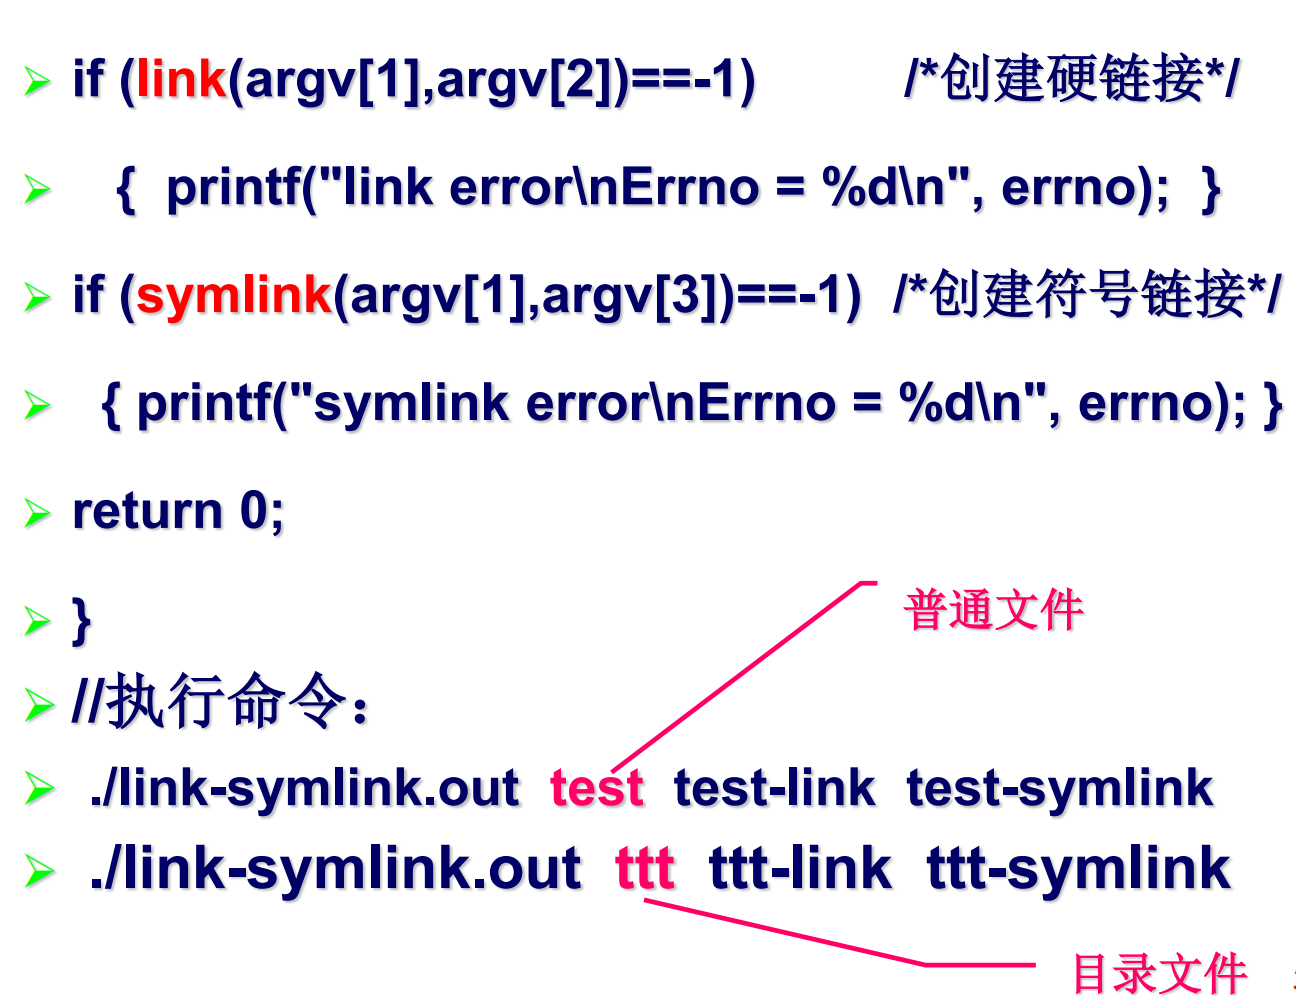 if (link(argv[1],argv[2])==-1) /*创建硬链接*/
{ printf("link error\nErrno = %d\n", errno); }
if (symlink(argv[1],argv[3])==-1) /*创建符号链接*/
{ printf("symlink error\nErrno = %d\n", errno); }
return 0;
}
普通文件
//执行命令：
./link-symlink.out test test-link test-symlink
./link-symlink.out ttt ttt-link ttt-symlink
目录文件